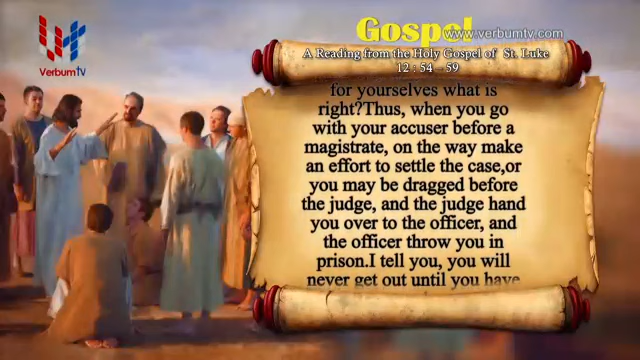 Gospel
www.verbumtv.com
A Reading from the Holy Gospel of St. Luke
12 : 54 - 59
VerbumTV
for yourselves what is
right?Thus, when you go
with your accuser before a
magistrate, on the way make
an effort to settle the case,or
you may be dragged before
the judge, and the judge hand
you over to the officer, and
the officer throw you in
prison.I tell you, you will
never get out until you have